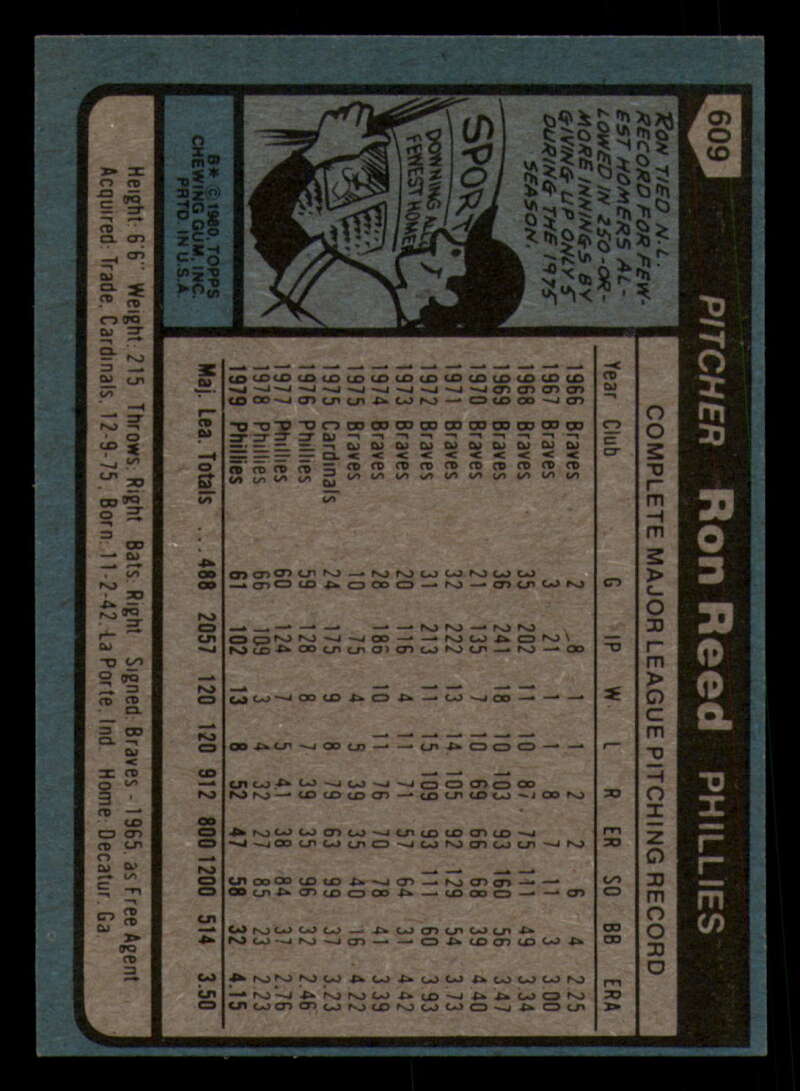 609
PITCHER Ron Reed PHILLIES
RON TIED N.L.
RECORD FOR FEW-
EST HOMERS AL-
LOWED IN 250-OR-
MORE INNINGS BY
GIVING UP ONLY 5
DURING THE 1975
SEASON.
SPORT
DOWNING ALL
FEWEST HOME
B* © 1980 TOPPS
CHEWING GUM, INC.
PRTD. IN U.S.A.
COMPLETE MAJOR LEAGUE PITCHING RECORD
Year Club G IP W L R ER SO BB ERA
1966 Braves 2 8 1 1 2 2 6 4 2.25
1967 Braves 3 21 1 1 8 7 11 3 3.00
1968 Braves 35 202 11 10 87 75 111 49 3.34
1969 Braves 36 241 18 10 103 93 160 56 3.47
1970 Braves 21 135 7 10 69 66 68 39 4.40
1971 Braves 32 222 13 14 105 92 129 54 3.73
1972 Braves 31 213 11 15 109 93 111 60 3.93
1973 Braves 20 116 4 11 71 57 64 31 4.42
1974 Braves 28 186 10 11 76 70 78 41 3.39
1975 Braves 10 75 4 5 39 35 40 16 4.22
1975 Cardinals 24 175 9 8 79 63 99 37 3.23
1976 Phillies 59 128 8 7 39 35 96 32 2.46
1977 Phillies 60 124 7 5 41 38 84 37 2.76
1978 Phillies 66 109 3 4 32 27 85 23 2.23
1979 Phillies 61 102 13 8 52 47 58 32 4.15
Maj. Lea. Totals ... 488 2057 120 120 912 800 1200 514 3.50
Height: 6'6" Weight: 215 Throws: Right Bats: Right Signed: Braves - 1965, as Free Agent
Acquired: Trade, Cardinals, 12-9-75 Born: 11-2-42, La Porte, Ind. Home: Decatur, Ga